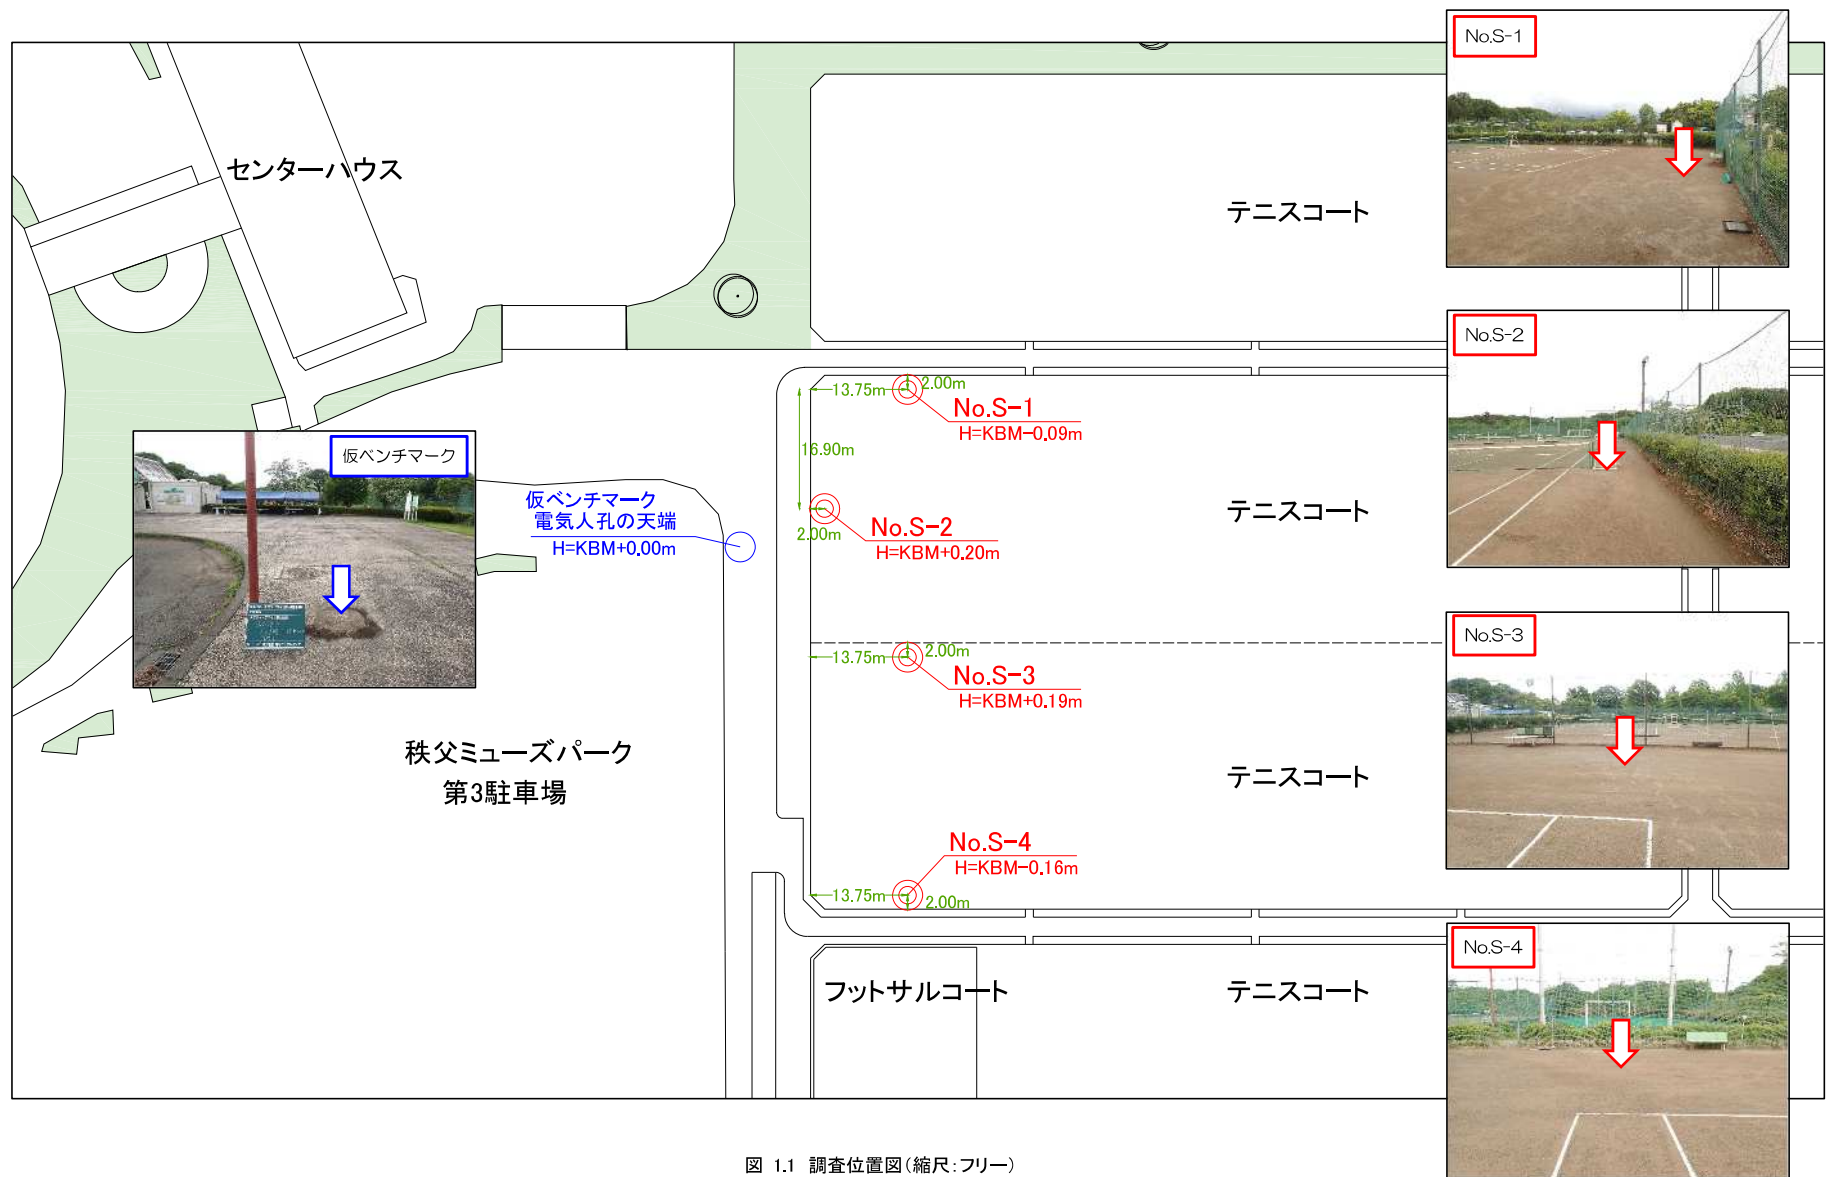 No.S-1
センターハウス
テニスコート
No.S-2
13.75m
2.00m
No.S-1
H=KBM-0.09m
16.90m
仮ベンチマーク
仮ベンチマーク
電気人孔の天端
H=KBM+0.00m
No.S-2
H=KBM+0.20m
2.00m
テニスコート
No.S-3
13.75m
2.00m
No.S-3
H=KBM+0.19m
秩父ミューズパーク
第3駐車場
テニスコート
No.S-4
H=KBM-0.16m
13.75m
2.00m
No.S-4
フットサルコート
テニスコート
図 1.1 調査位置図(縮尺:フリー)